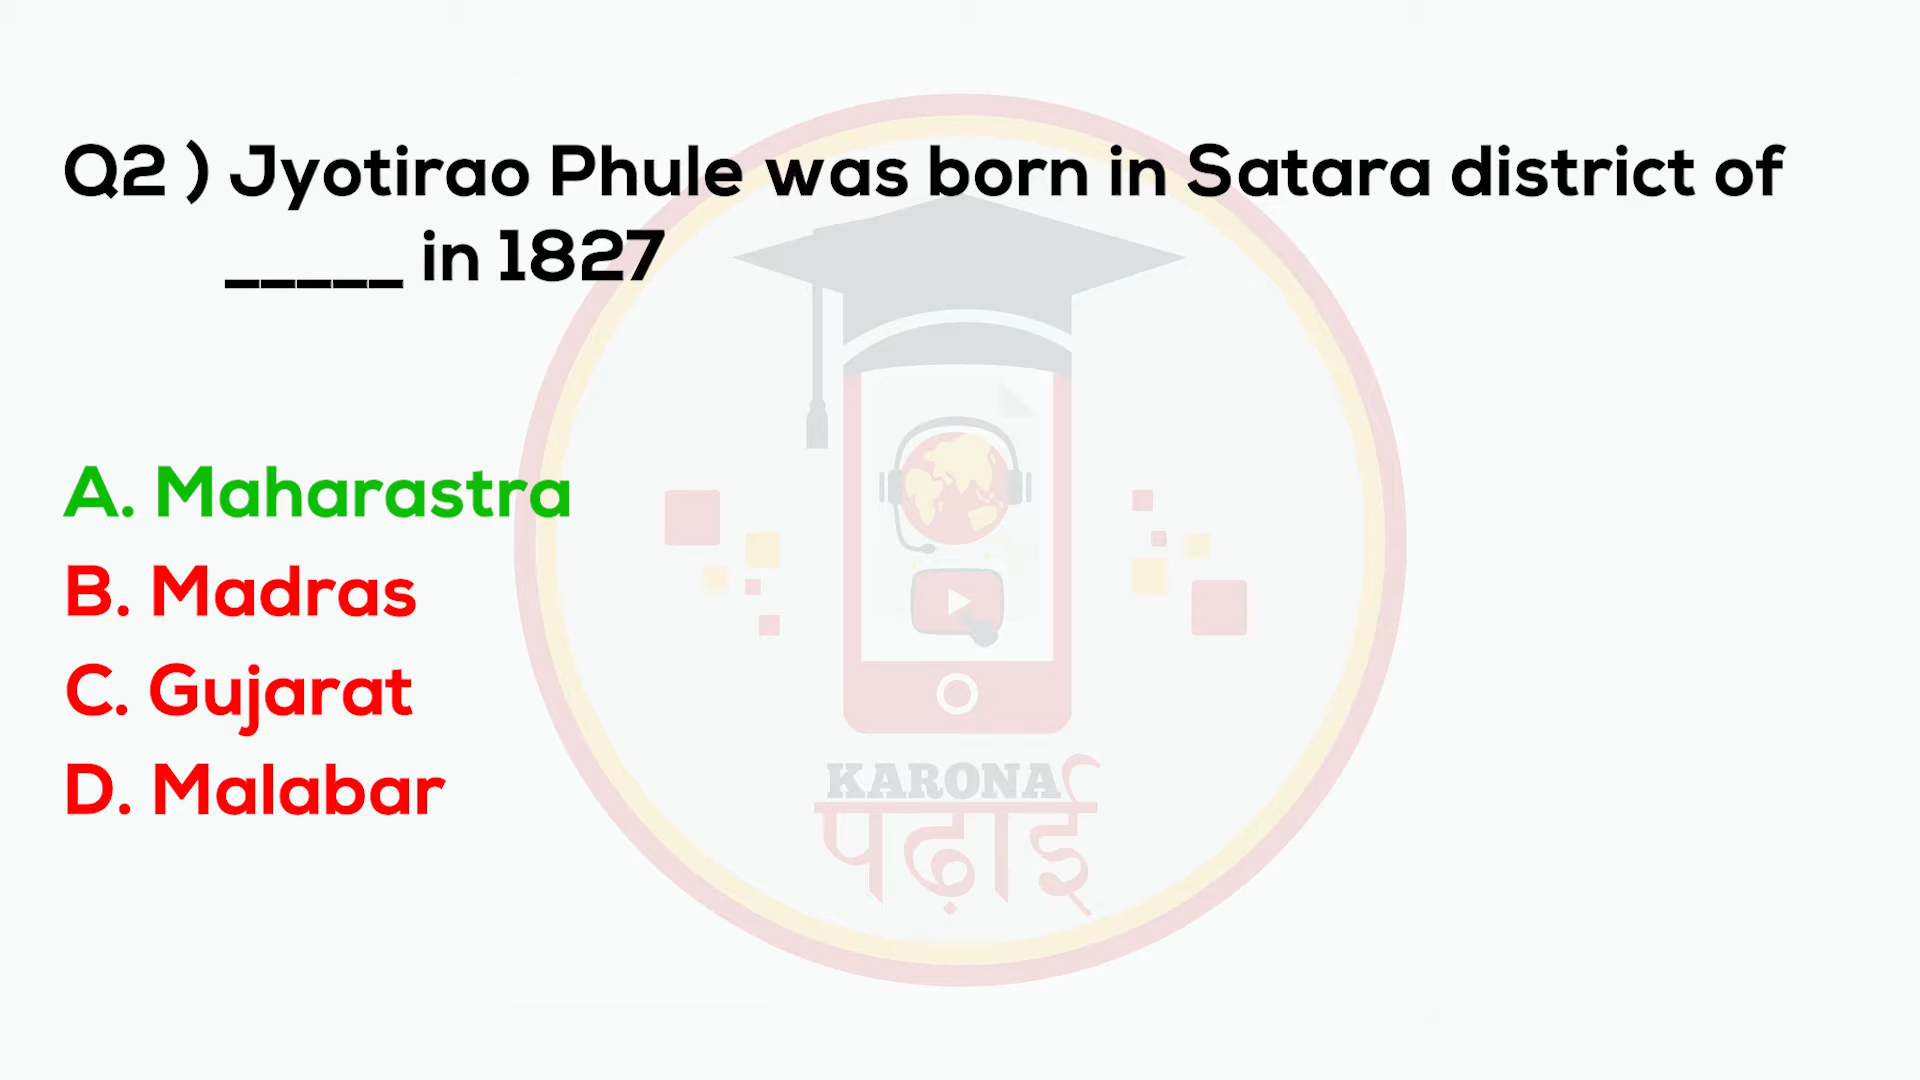 Q2 ) Jyotirao Phule was born in Satara district of
_____ in 1827
A. Maharastra
B. Madras
C. Gujarat
D. Malabar
KARONA
पढ़ाई